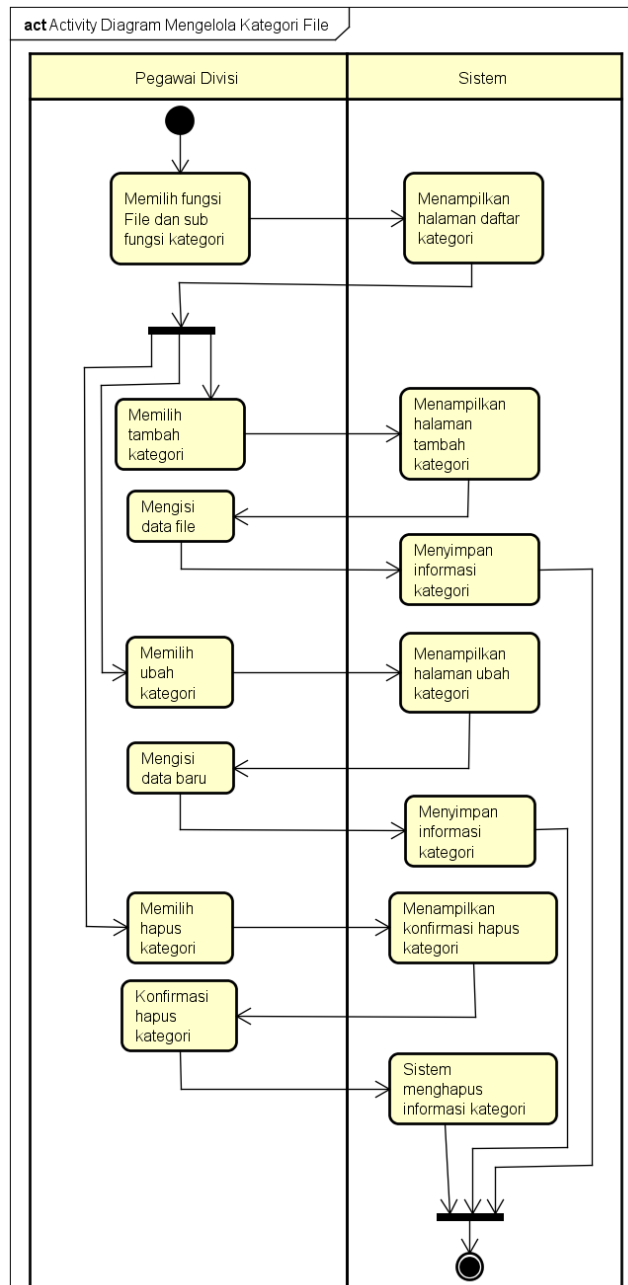 act Activity Diagram Mengelola Kategori File
Pegawai Divisi
Sistem
Memilih fungsi
File dan sub
fungsi kategori
Menampilkan
halaman daftar
kategori
Memilih
tambah
kategori
Menampilkan
halaman
tambah
kategori
Mengisi
data file
Menyimpan
informasi
kategori
Memilih
ubah
kategori
Menampilkan
halaman ubah
kategori
Mengisi
data baru
Menyimpan
informasi
kategori
Memilih
hapus
kategori
Menampilkan
konfirmasi hapus
kategori
Konfirmasi
hapus
kategori
Sistem
menghapus
informasi kategori